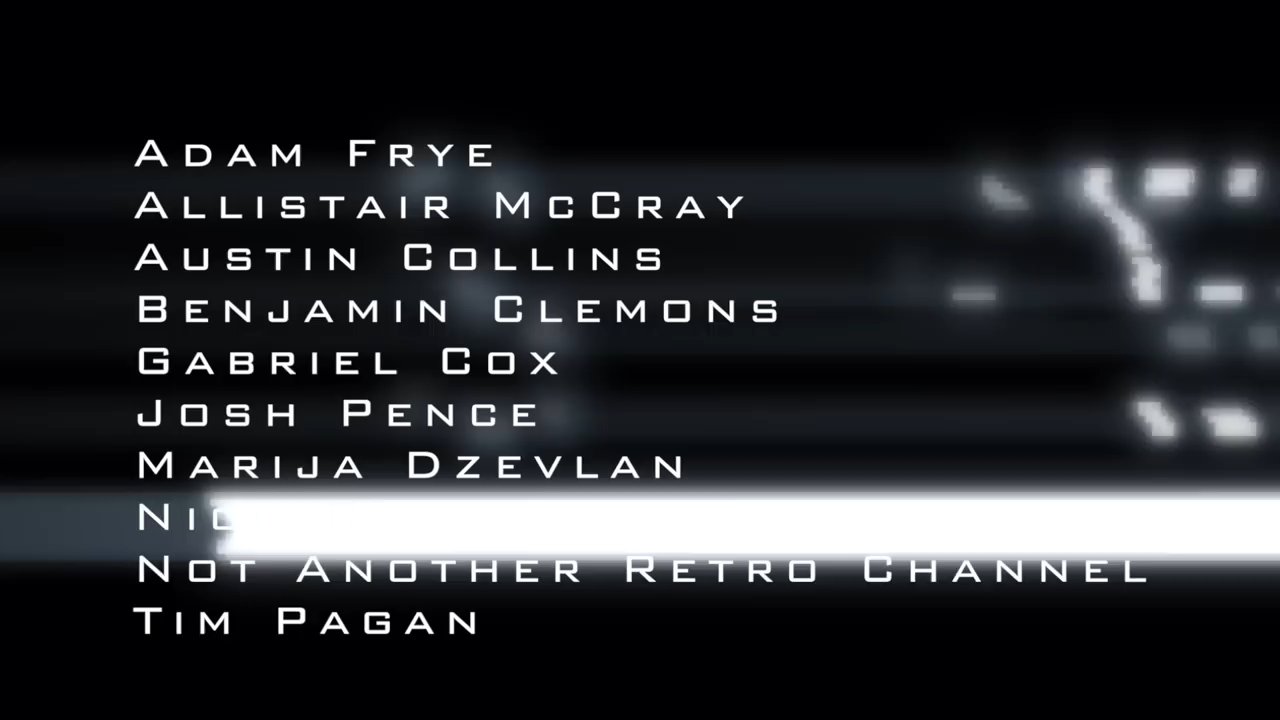 Adam Frye
Allistair McCray
Austin Collins
Benjamin Clemons
Gabriel Cox
Josh Pence
Marija Dzevlan
Not Another Retro Channel
Tim Pagan